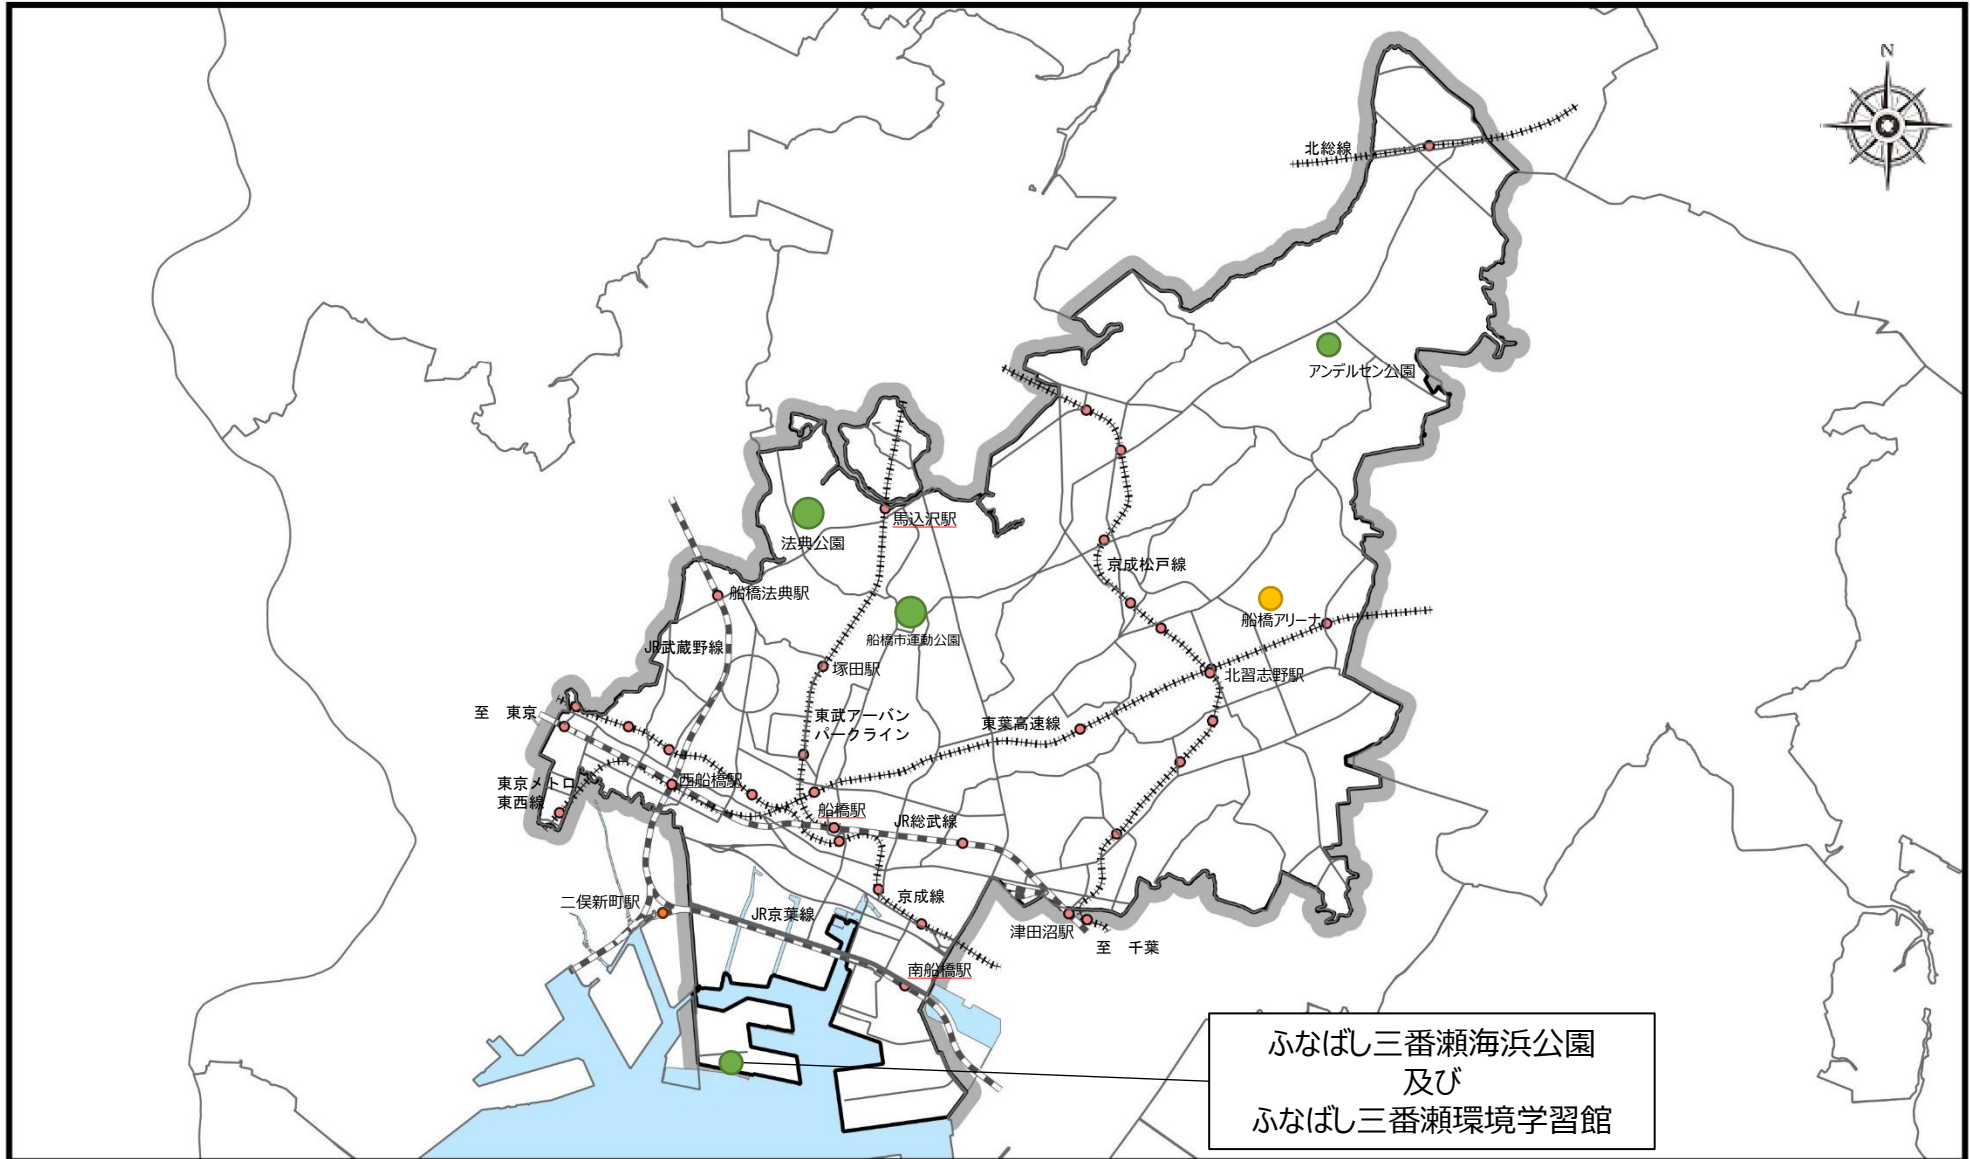 N
北総線
アンデルセン公園
馬込沢駅
法典公園
京成松戸線
船橋法典駅
船橋アリーナ
船橋市運動公園
JR武蔵野線
塚田駅
北習志野駅
至 東京
東武アーバン
パークライン
東葉高速線
東京メトロ
東西線
西船橋駅
船橋駅
JR総武線
二俣新町駅
京成線
JR京葉線
津田沼駅
至 千葉
南船橋駅
ふなばし三番瀬海浜公園
及び
ふなばし三番瀬環境学習館